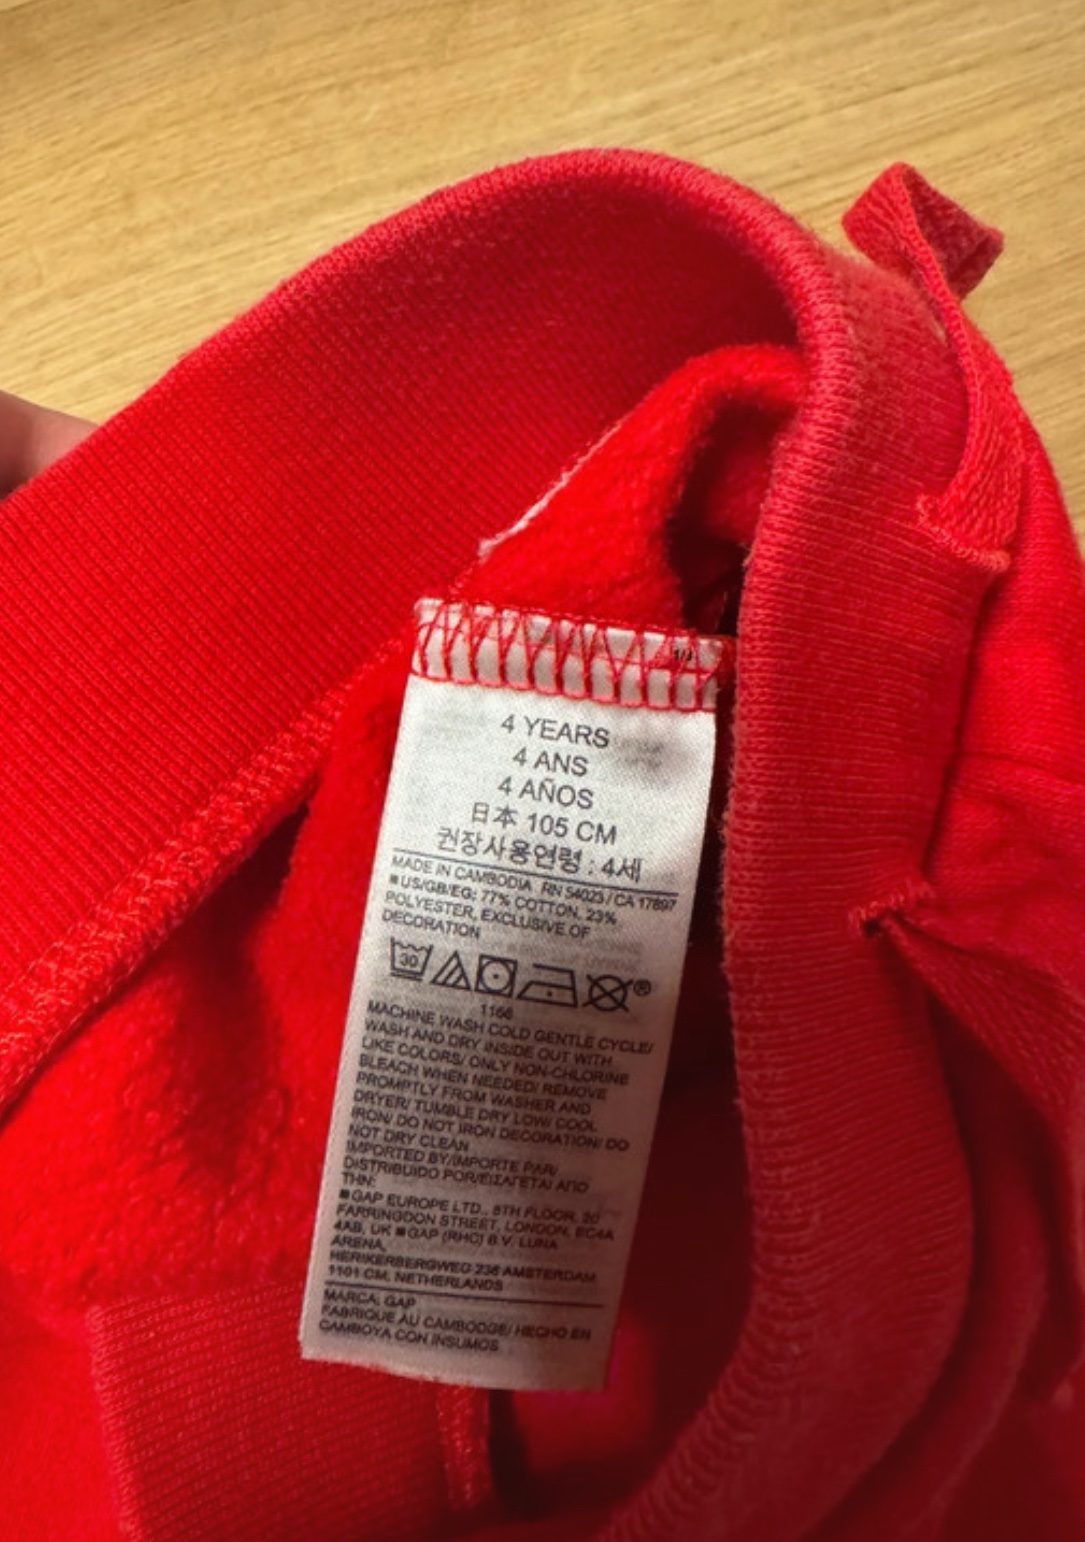 4 YEARS
4 ANS
4 AÑOS
日本 105 CM
권장사용연령 : 4세
MADE IN CAMBODIA RN 54023 / CA 17897
■US/GB/EG: 77% COTTON, 23%
POLYESTER, EXCLUSIVE OF
DECORATION
30
®
1166
MACHINE WASH COLD GENTLE CYCLE/
WASH AND DRY INSIDE OUT WITH
LIKE COLORS/ ONLY NON-CHLORINE
BLEACH WHEN NEEDED/ REMOVE
PROMPTLY FROM WASHER AND
DRYER/ TUMBLE DRY LOW/ COOL
IRON/ DO NOT IRON DECORATION/ DO
NOT DRY CLEAN
IMPORTED BY/IMPORTE PAR/
DISTRIBUIDO POR/ΕΙΣΑΓΕΤΑΙ ΑΠΟ
ΤΗΝ:
■GAP EUROPE LTD., 8TH FLOOR, 20
FARRINGDON STREET, LONDON, EC4A
4AB, UK ■GAP (RHC) B.V. LUNA
ARENA,
HERIKERBERGWEG 238 AMSTERDAM
1101 CM, NETHERLANDS
MARCA: GAP
FABRIQUE AU CAMBODGE/ HECHO EN
CAMBOYA CON INSUMOS